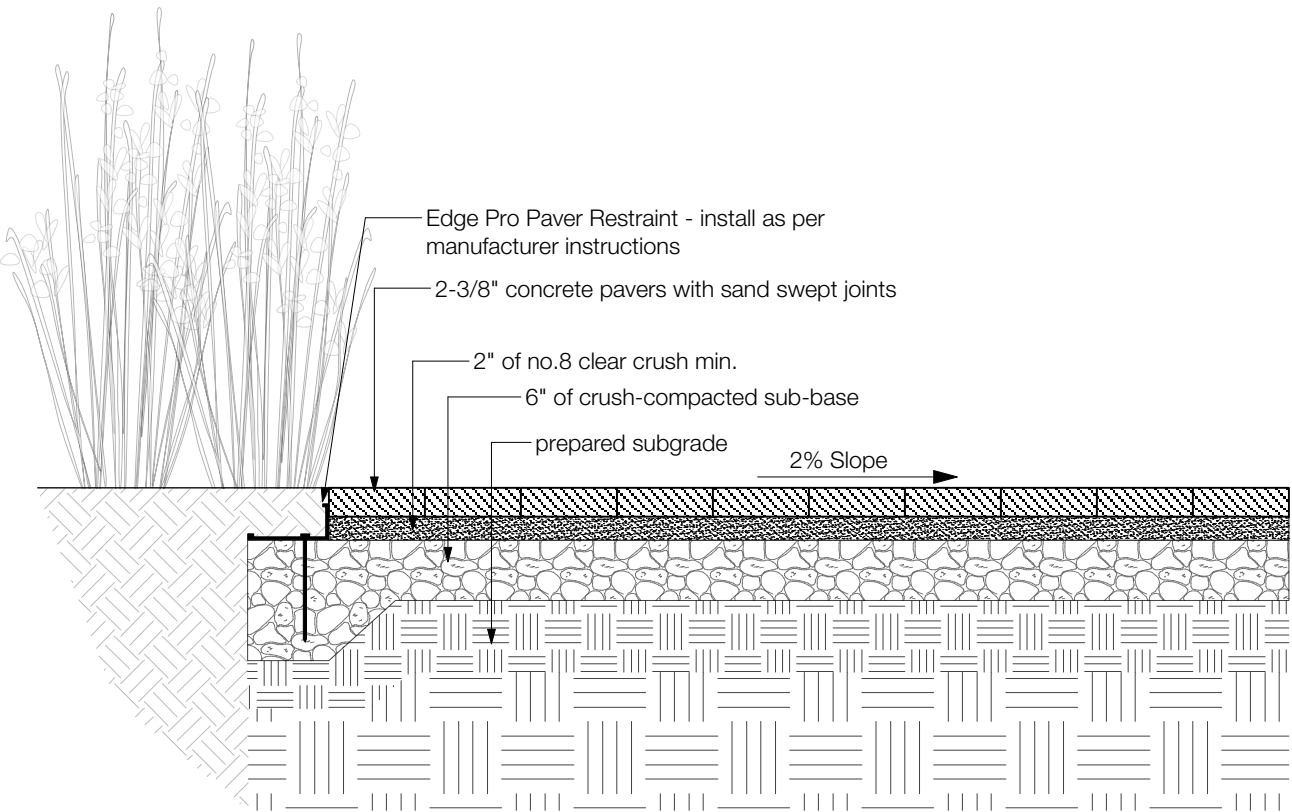 Edge Pro Paver Restraint - install as per
manufacturer instructions
2-3/8" concrete pavers with sand swept joints
2" of no.8 clear crush min.
6" of crush-compacted sub-base
prepared subgrade
2% Slope